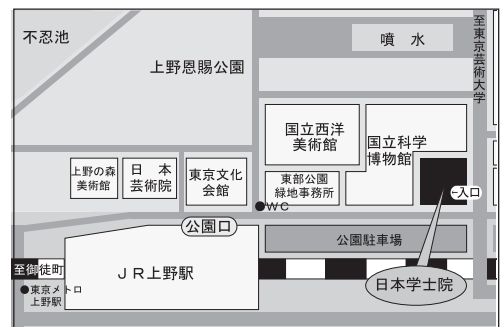 不忍池
噴 水
至東京芸術大学
上野恩賜公園
国立西洋
美術館
国立科学
博物館
上野の森
美術館
日 本
芸術院
東京文化
会館
東部公園
緑地事務所
←入口
●WC
公園口
公園駐車場
至御徒町
JR上野駅
日本学士院
●東京メトロ
上野駅